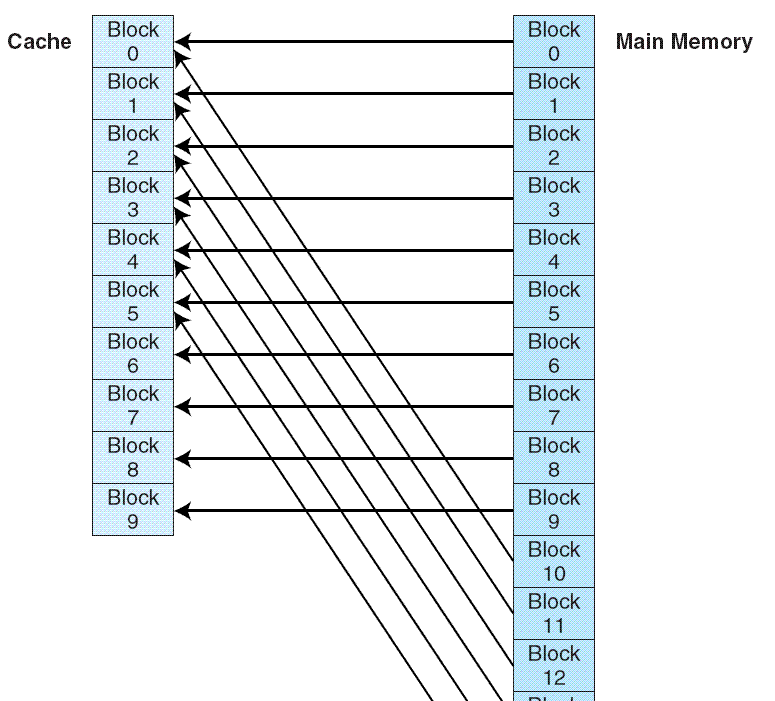 Cache
Main Memory
Block
0
Block
1
Block
2
Block
3
Block
4
Block
5
Block
6
Block
7
Block
8
Block
9
Block
0
Block
1
Block
2
Block
3
Block
4
Block
5
Block
6
Block
7
Block
8
Block
9
Block
10
Block
11
Block
12